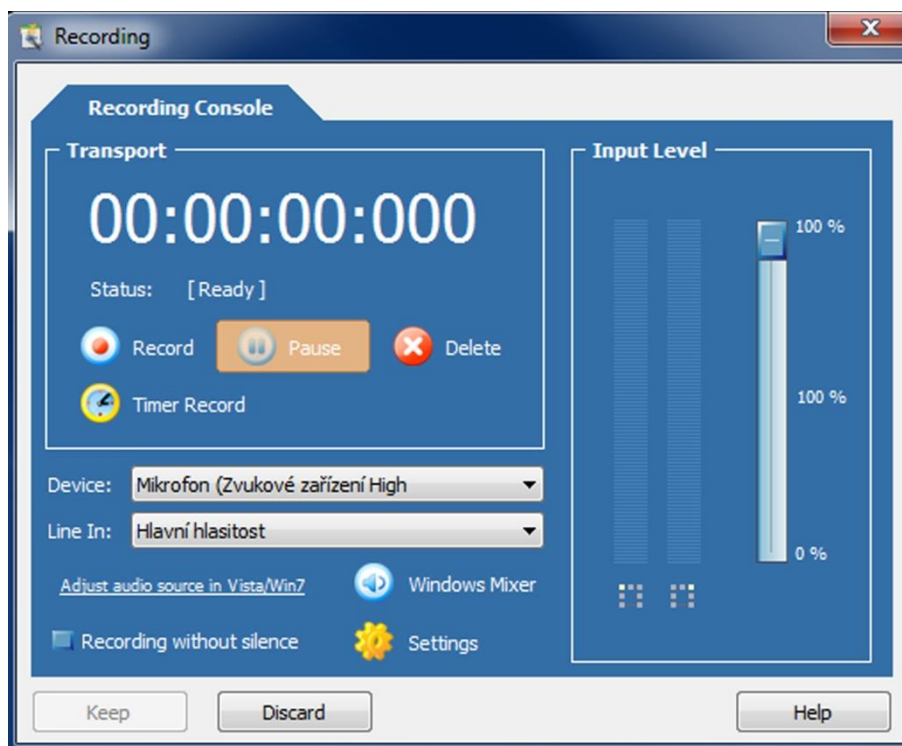 Recording
Recording Console
Transport
00:00:00:000
Status: [ Ready ]
Record Pause Delete
Timer Record
Device: Mikrofon (Zvukové zařízení High
Line In: Hlavní hlasitost
Adjust audio source in Vista/Win7 Windows Mixer
Recording without silence Settings
Input Level
100 %
100 %
0 %
Keep Discard Help